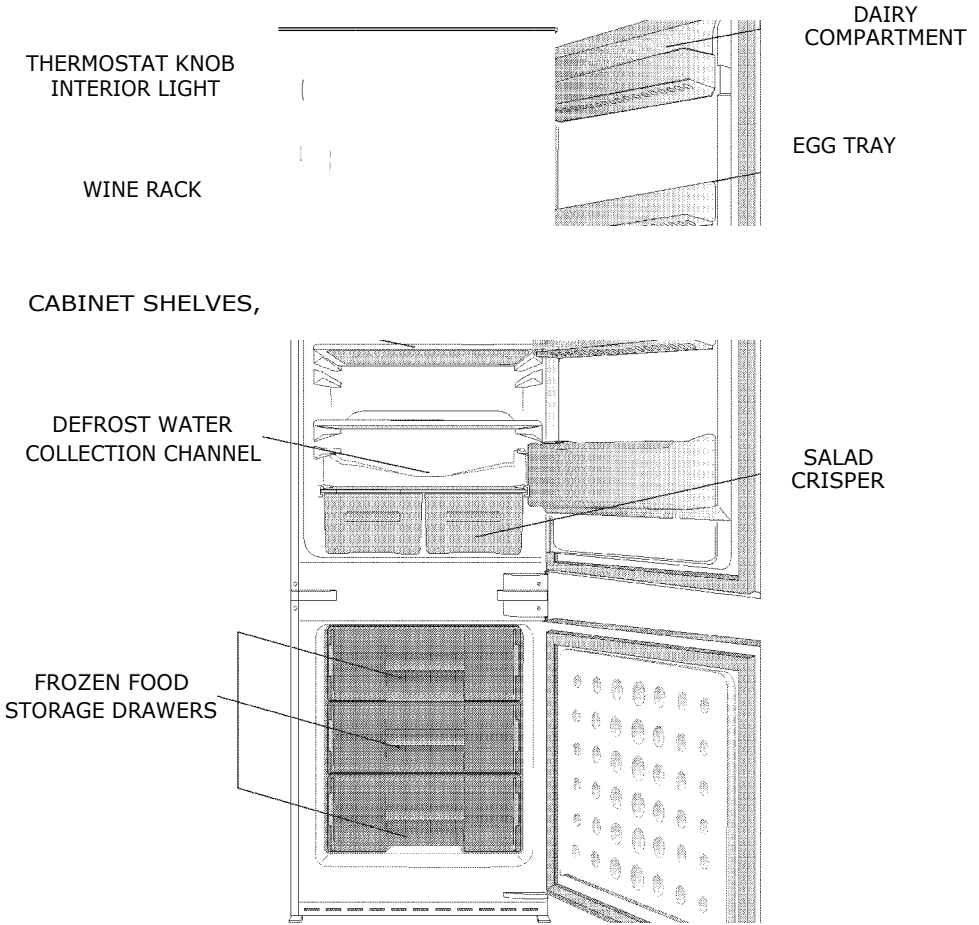 DAIRY
COMPARTMENT
THERMOSTAT KNOB
INTERIOR LIGHT
EGG TRAY
WINE RACK
CABINET SHELVES,
DEFROST WATER
COLLECTION CHANNEL
SALAD
CRISPER
FROZEN FOOD
STORAGE DRAWERS